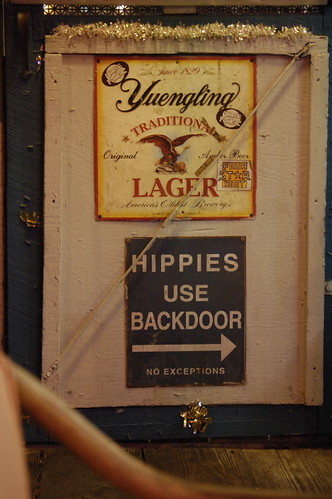 Since 1829
Yuengling
TRADITIONAL
Original Amber Beer
LAGER
America's Oldest Brewery
HIPPIES
USE
BACKDOOR
NO EXCEPTIONS